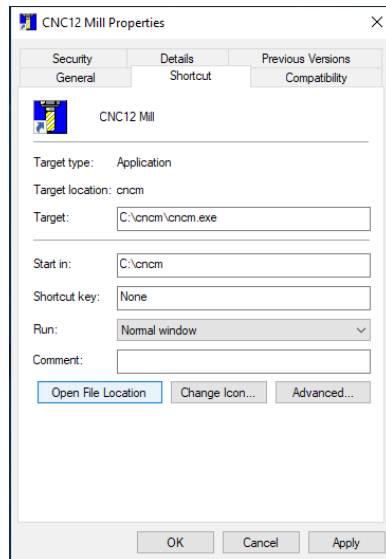 CNC12 Mill Properties
Security Details Previous Versions
General Shortcut Compatibility
CNC12 Mill
Target type: Application
Target location: cncm
Target: C:\cncm\cncm.exe
Start in: C:\cncm
Shortcut key: None
Run: Normal window
Comment:
Open File Location Change Icon... Advanced...
OK Cancel Apply